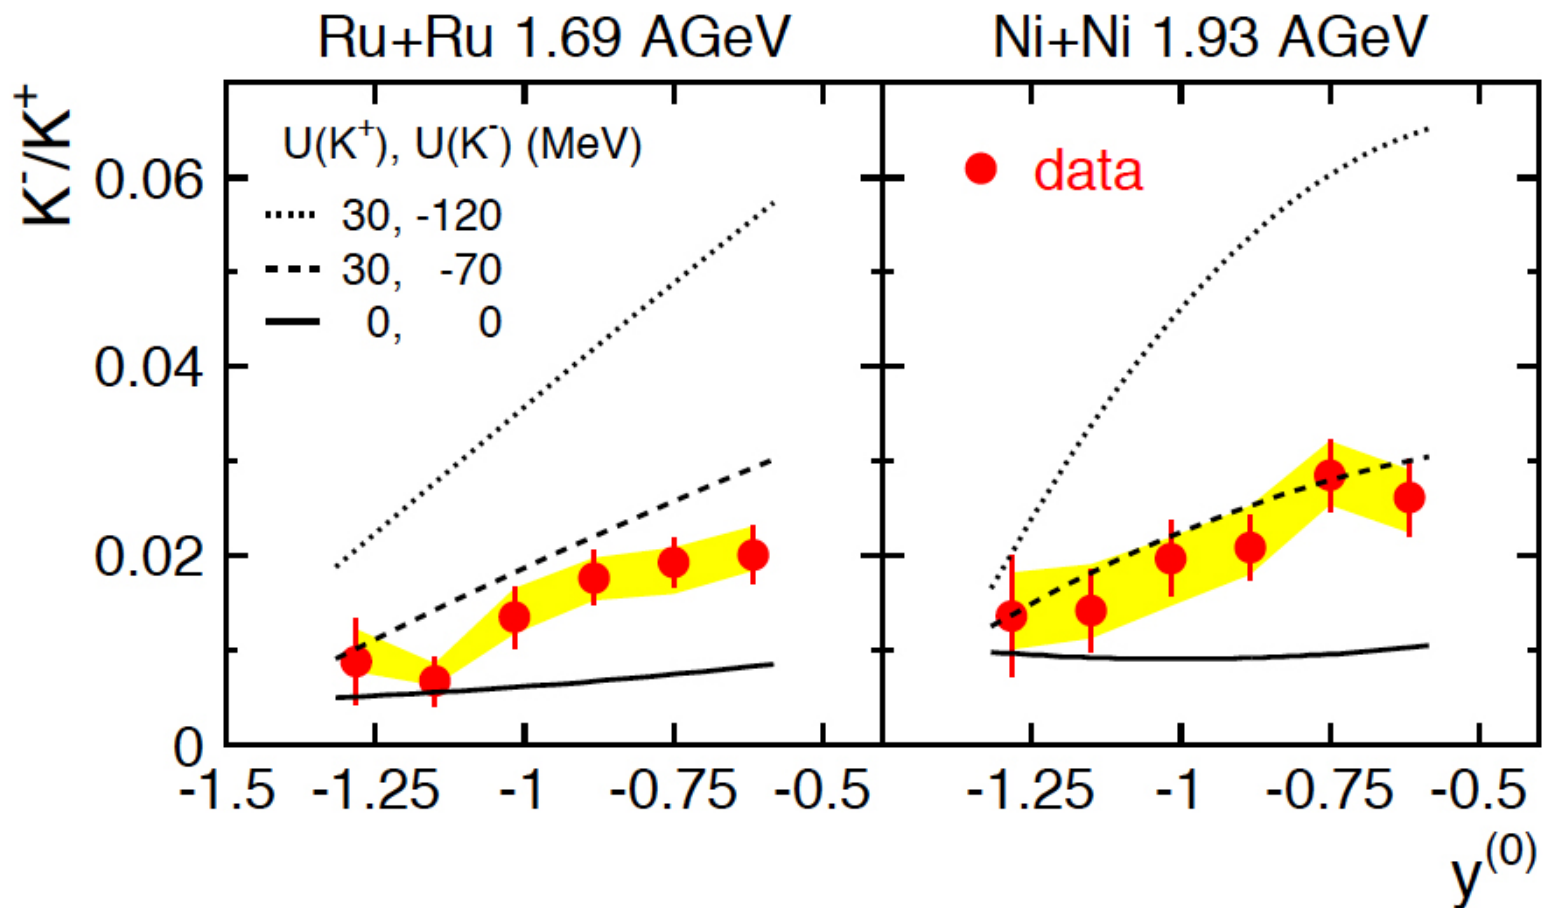 Ru+Ru 1.69 AGeV
Ni+Ni 1.93 AGeV
K⁻/K⁺
U(K⁺), U(K⁻) (MeV)
30, -120
30, -70
0, 0
data
0.06
0.04
0.02
0
-1.5 -1.25 -1 -0.75 -0.5
-1.25 -1 -0.75 -0.5
y⁽⁰⁾